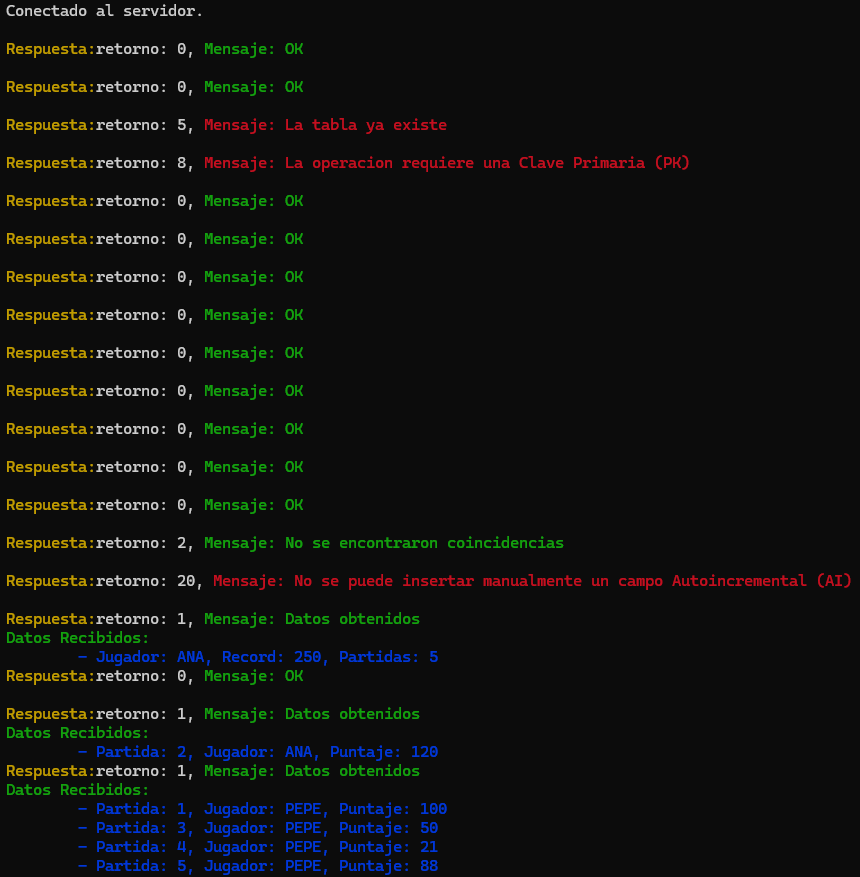 Conectado al servidor.
Respuesta:retorno: 0, Mensaje: OK
Respuesta:retorno: 0, Mensaje: OK
Respuesta:retorno: 5, Mensaje: La tabla ya existe
Respuesta:retorno: 8, Mensaje: La operacion requiere una Clave Primaria (PK)
Respuesta:retorno: 0, Mensaje: OK
Respuesta:retorno: 0, Mensaje: OK
Respuesta:retorno: 0, Mensaje: OK
Respuesta:retorno: 0, Mensaje: OK
Respuesta:retorno: 0, Mensaje: OK
Respuesta:retorno: 0, Mensaje: OK
Respuesta:retorno: 0, Mensaje: OK
Respuesta:retorno: 0, Mensaje: OK
Respuesta:retorno: 0, Mensaje: OK
Respuesta:retorno: 2, Mensaje: No se encontraron coincidencias
Respuesta:retorno: 20, Mensaje: No se puede insertar manualmente un campo Autoincremental (AI)
Respuesta:retorno: 1, Mensaje: Datos obtenidos
Datos Recibidos:
- Jugador: ANA, Record: 250, Partidas: 5
Respuesta:retorno: 0, Mensaje: OK
Respuesta:retorno: 1, Mensaje: Datos obtenidos
Datos Recibidos:
- Partida: 2, Jugador: ANA, Puntaje: 120
Respuesta:retorno: 1, Mensaje: Datos obtenidos
Datos Recibidos:
- Partida: 1, Jugador: PEPE, Puntaje: 100
- Partida: 3, Jugador: PEPE, Puntaje: 50
- Partida: 4, Jugador: PEPE, Puntaje: 21
- Partida: 5, Jugador: PEPE, Puntaje: 88